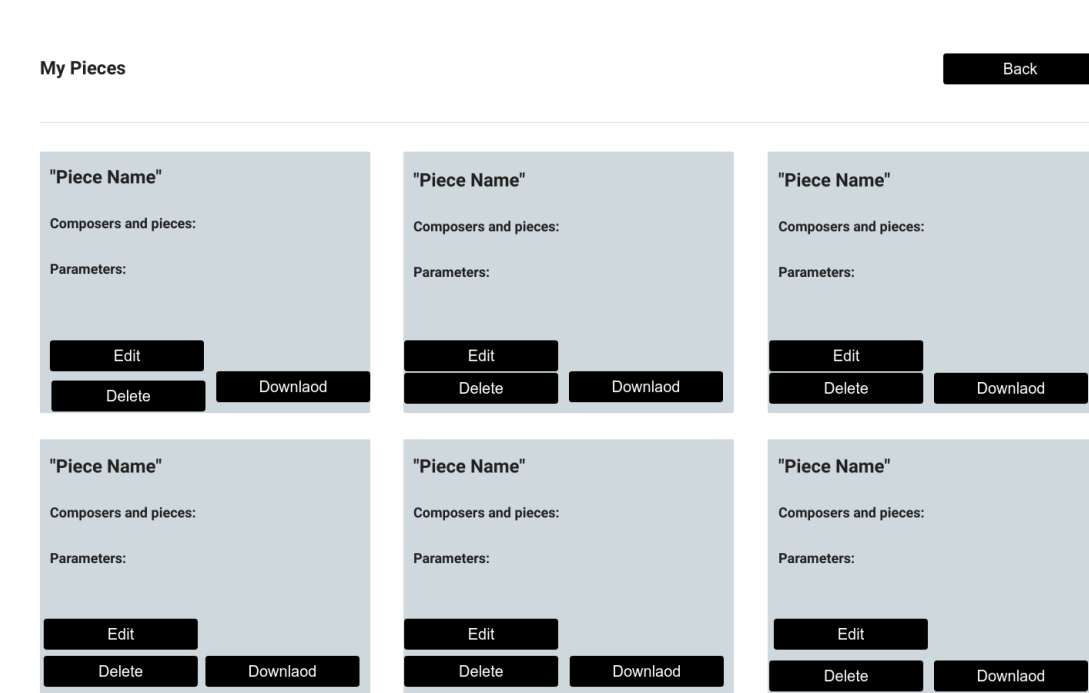 My Pieces
Back
"Piece Name"
Composers and pieces:
Parameters:
Edit
Delete
Downlaod
"Piece Name"
Composers and pieces:
Parameters:
Edit
Delete
Downlaod
"Piece Name"
Composers and pieces:
Parameters:
Edit
Delete
Downlaod
"Piece Name"
Composers and pieces:
Parameters:
Edit
Delete
Downlaod
"Piece Name"
Composers and pieces:
Parameters:
Edit
Delete
Downlaod
"Piece Name"
Composers and pieces:
Parameters:
Edit
Delete
Downlaod